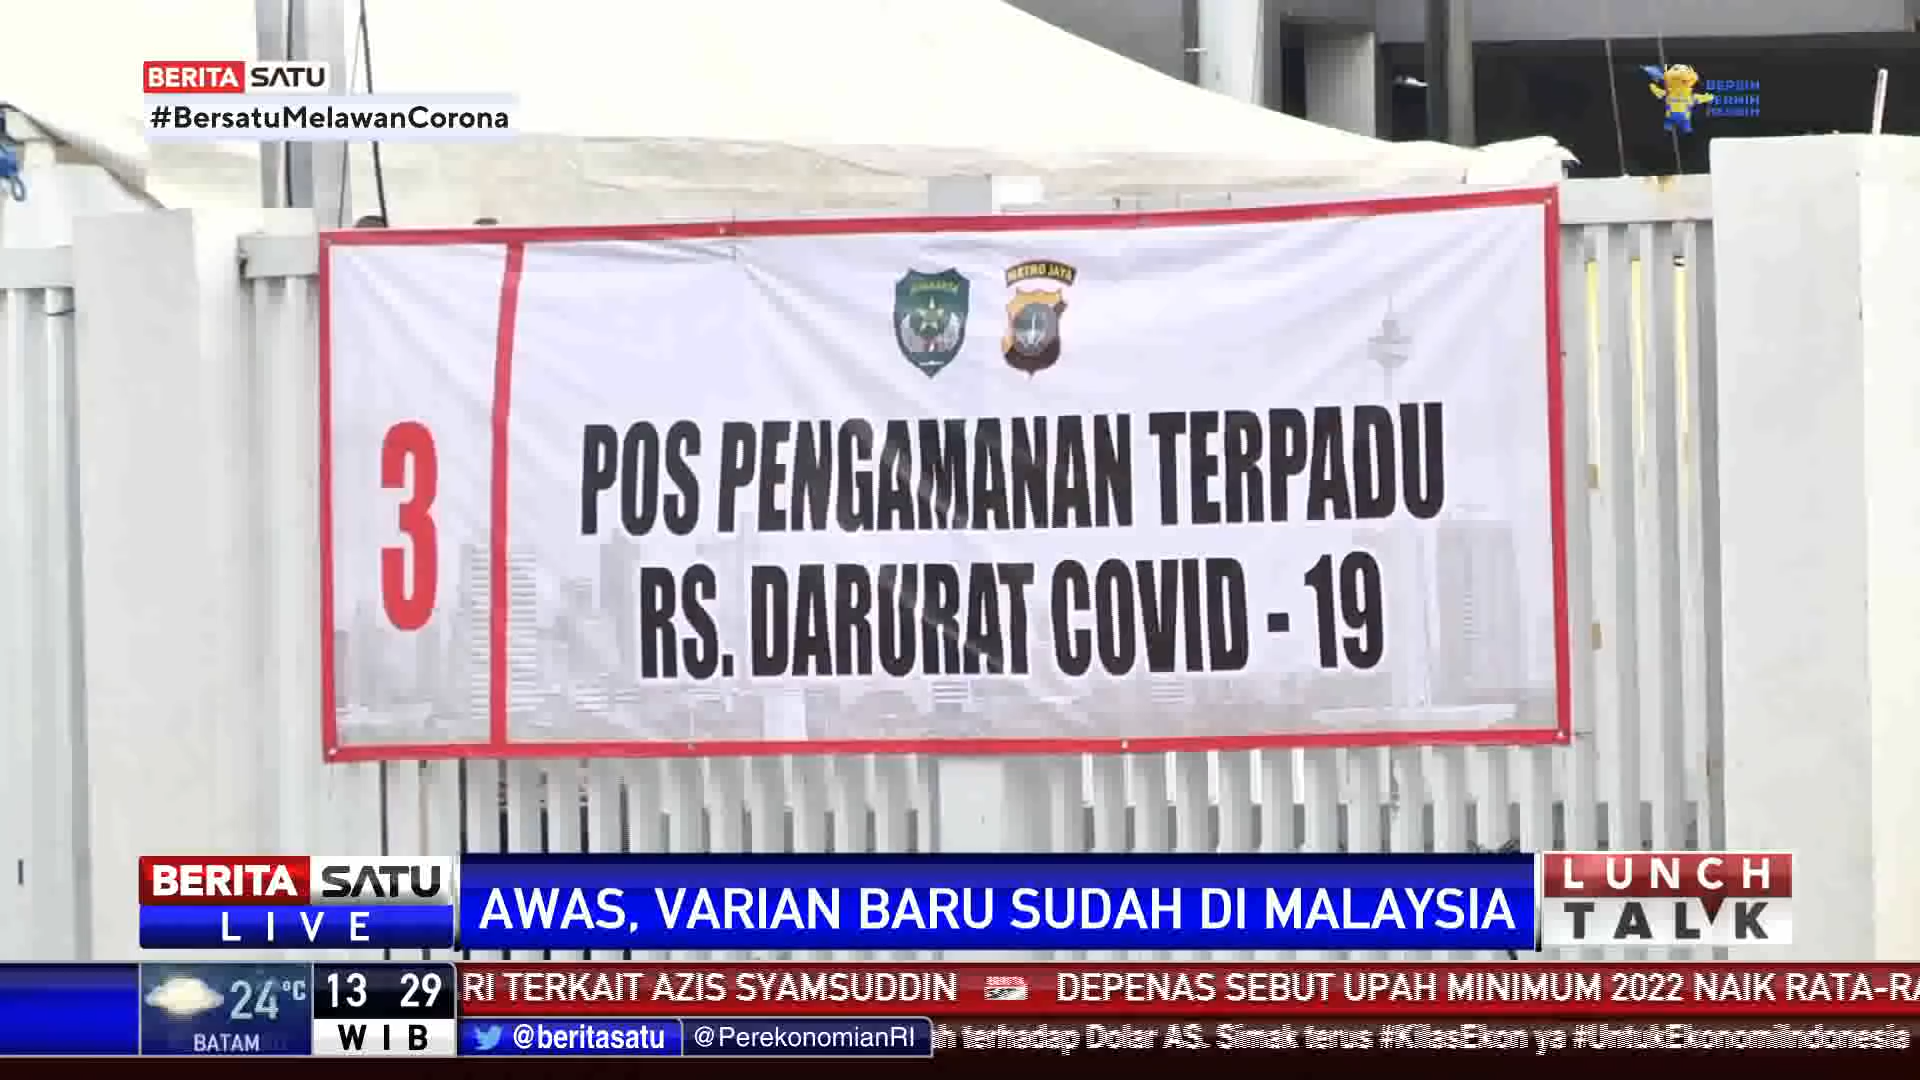 BERITA SATU
#BersatuMelawanCorona
BERSIH
JERNIH
METRO JAYA
3
POS PENGAMANAN TERPADU
RS. DARURAT COVID - 19
BERITA SATU
LIVE
AWAS, VARIAN BARU SUDAH DI MALAYSIA
LUNCH
TALK
24°C
BATAM
13 29
WIB
RI TERKAIT AZIS SYAMSUDDIN
DEPENAS SEBUT UPAH MINIMUM 2022 NAIK RATA-RA
@beritasatu
@PerekonomianRI
h terhadap Dolar AS. Simak terus #KilasEkon ya #UntukEkonomiIndonesia